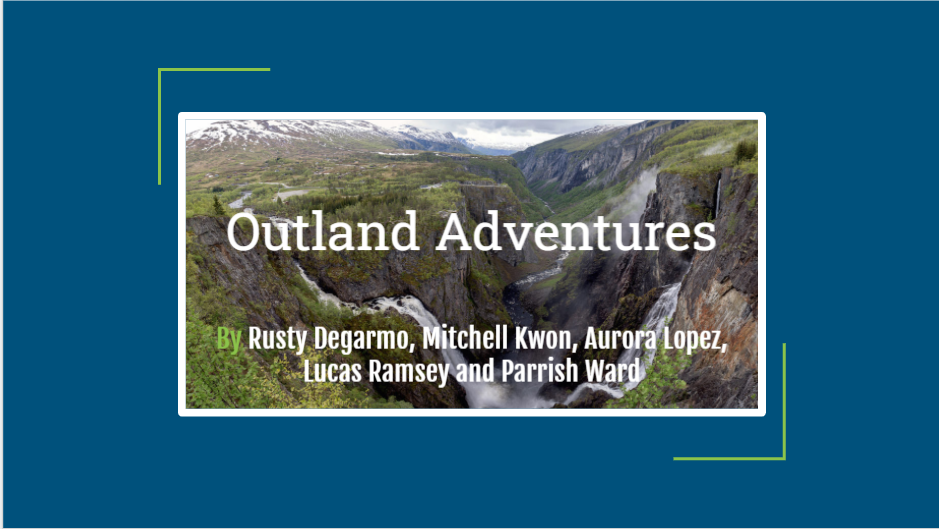 Outland Adventures
By Rusty Degarmo, Mitchell Kwon, Aurora Lopez,
Lucas Ramsey and Parrish Ward